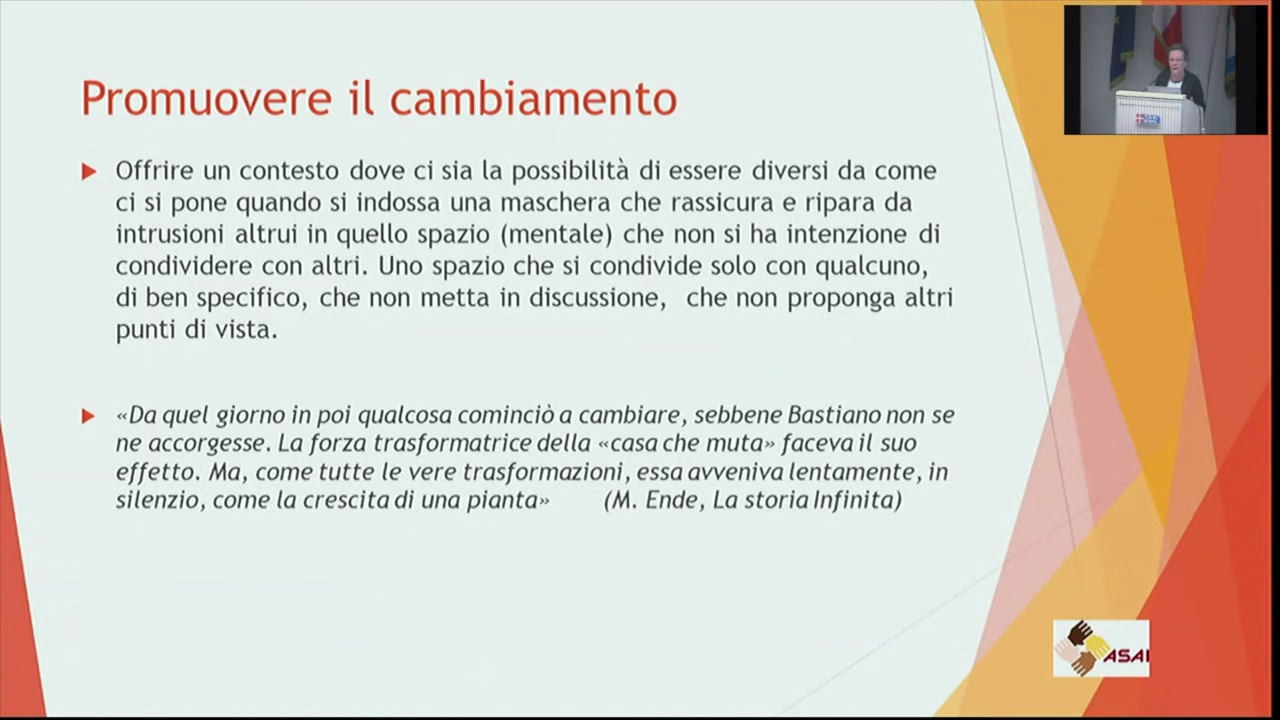 Promuovere il cambiamento
Offrire un contesto dove ci sia la possibilità di essere diversi da come
ci si pone quando si indossa una maschera che rassicura e ripara da
intrusioni altrui in quello spazio (mentale) che non si ha intenzione di
condividere con altri. Uno spazio che si condivide solo con qualcuno,
di ben specifico, che non metta in discussione, che non proponga altri
punti di vista.
«Da quel giorno in poi qualcosa cominciò a cambiare, sebbene Bastiano non se
ne accorgesse. La forza trasformatrice della «casa che muta» faceva il suo
effetto. Ma, come tutte le vere trasformazioni, essa avveniva lentamente, in
silenzio, come la crescita di una pianta» (M. Ende, La storia Infinita)
ASAI